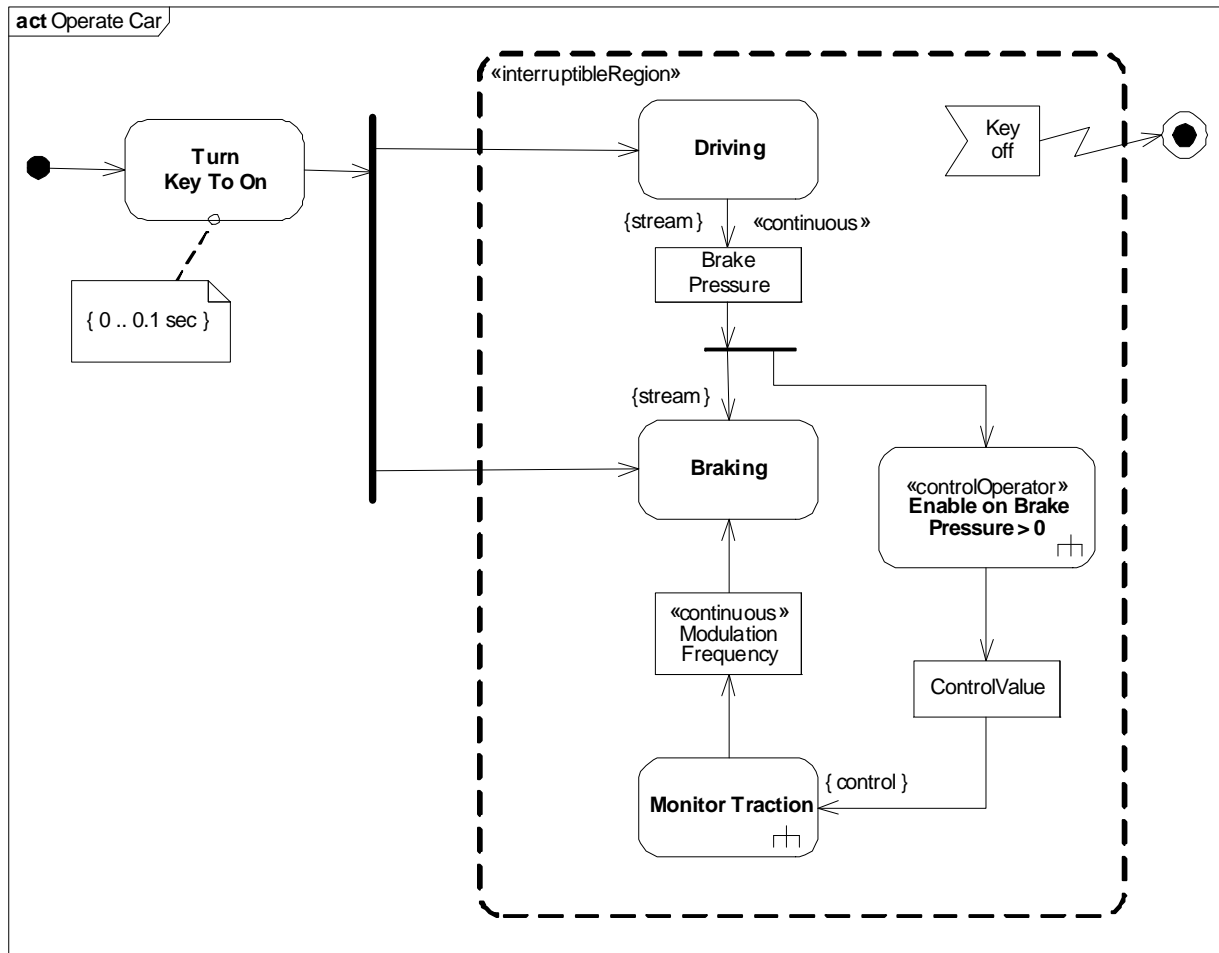 act Operate Car
«interruptibleRegion»
Turn
Key To On
{ 0 .. 0.1 sec }
Driving
Key
off
{stream}
«continuous»
Brake
Pressure
{stream}
Braking
«controlOperator»
Enable on Brake
Pressure > 0
«continuous»
Modulation
Frequency
ControlValue
Monitor Traction
{ control }